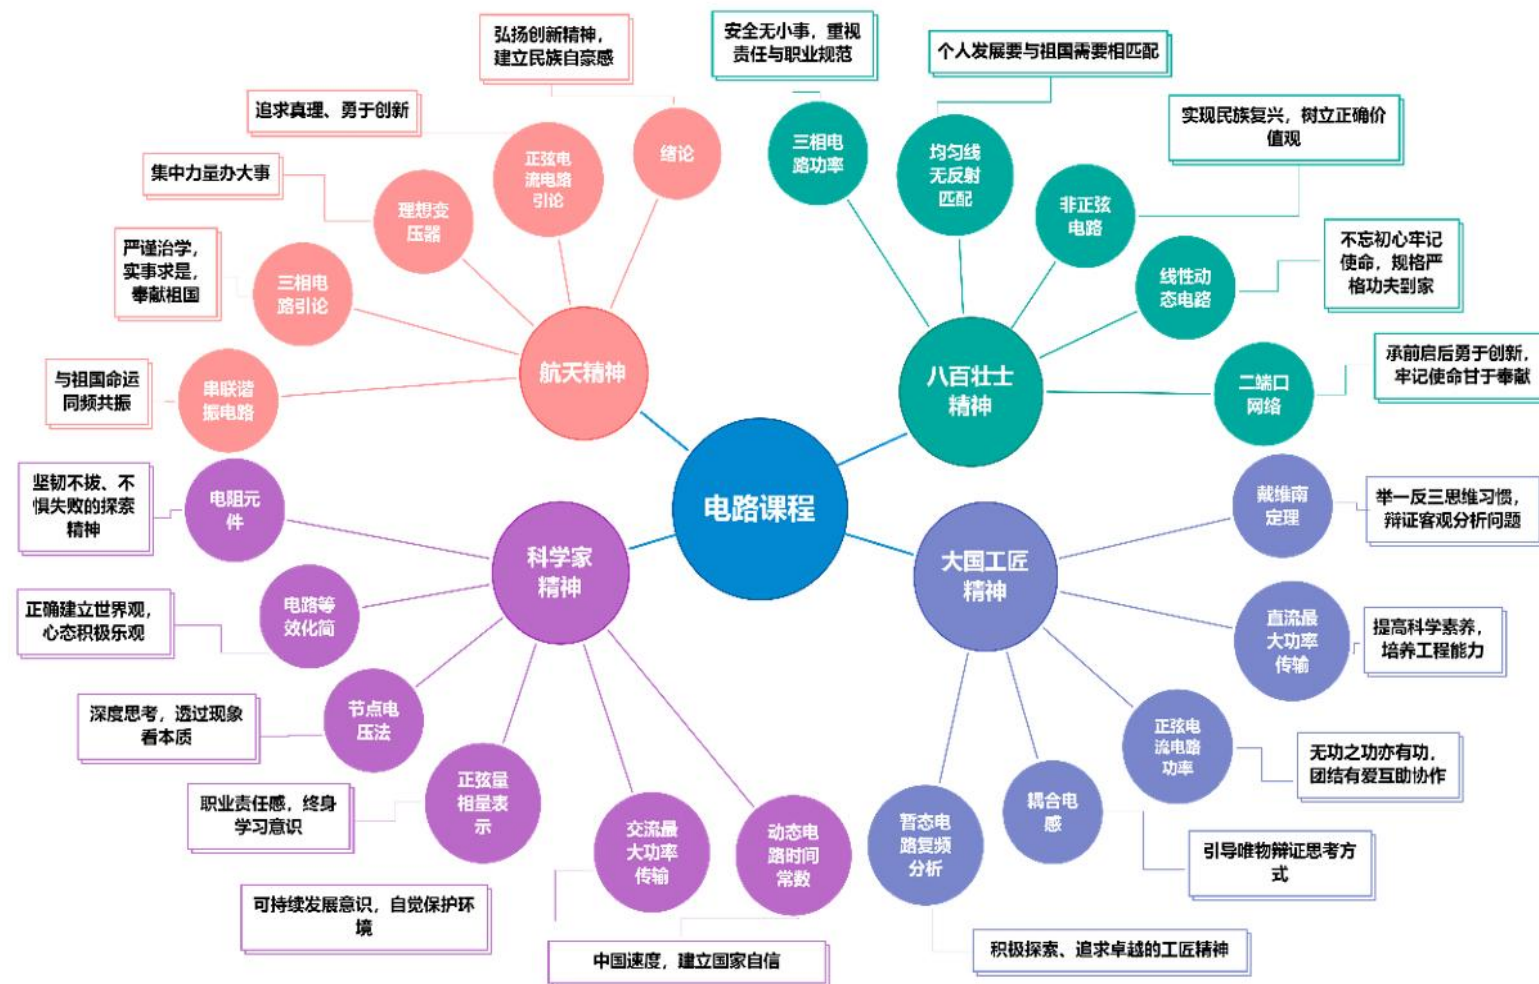 弘扬创新精神，
建立民族自豪感
安全无小事，重视
责任与职业规范
个人发展要与祖国需要相匹配
追求真理、勇于创新
实现民族复兴，树立正确价
值观
集中力量办大事
严谨治学，
实事求是，
奉献祖国
不忘初心牢记
使命，规格严
格功夫到家
与祖国命运
同频共振
承前启后勇于创新，
牢记使命甘于奉献
绪论
正弦电
流电路
引论
理想变
压器
三相电
路引论
串联谐
振电路
航天精神
三相电
路功率
均匀线
无反射
匹配
非正弦
电路
线性动
态电路
二端口
网络
八百壮士
精神
电路课程
坚韧不拔、不
惧失败的探索
精神
电阻元
件
正确建立世界观，
心态积极乐观
电路等
效化简
深度思考，透过现象
看本质
节点电
压法
职业责任感，终身
学习意识
正弦量
相量表
示
可持续发展意识，自觉保护环
境
交流最
大功率
传输
中国速度，建立国家自信
动态电
路时间
常数
科学家
精神
大国工匠
精神
戴维南
定理
举一反三思维习惯，
辩证客观分析问题
直流最
大功率
传输
提高科学素养，
培养工程能力
正弦电
流电路
功率
无功之功亦有功，
团结有爱互助协作
耦合电
感
引导唯物辩证思考方
式
暂态电
路复频
分析
积极探索、追求卓越的工匠精神